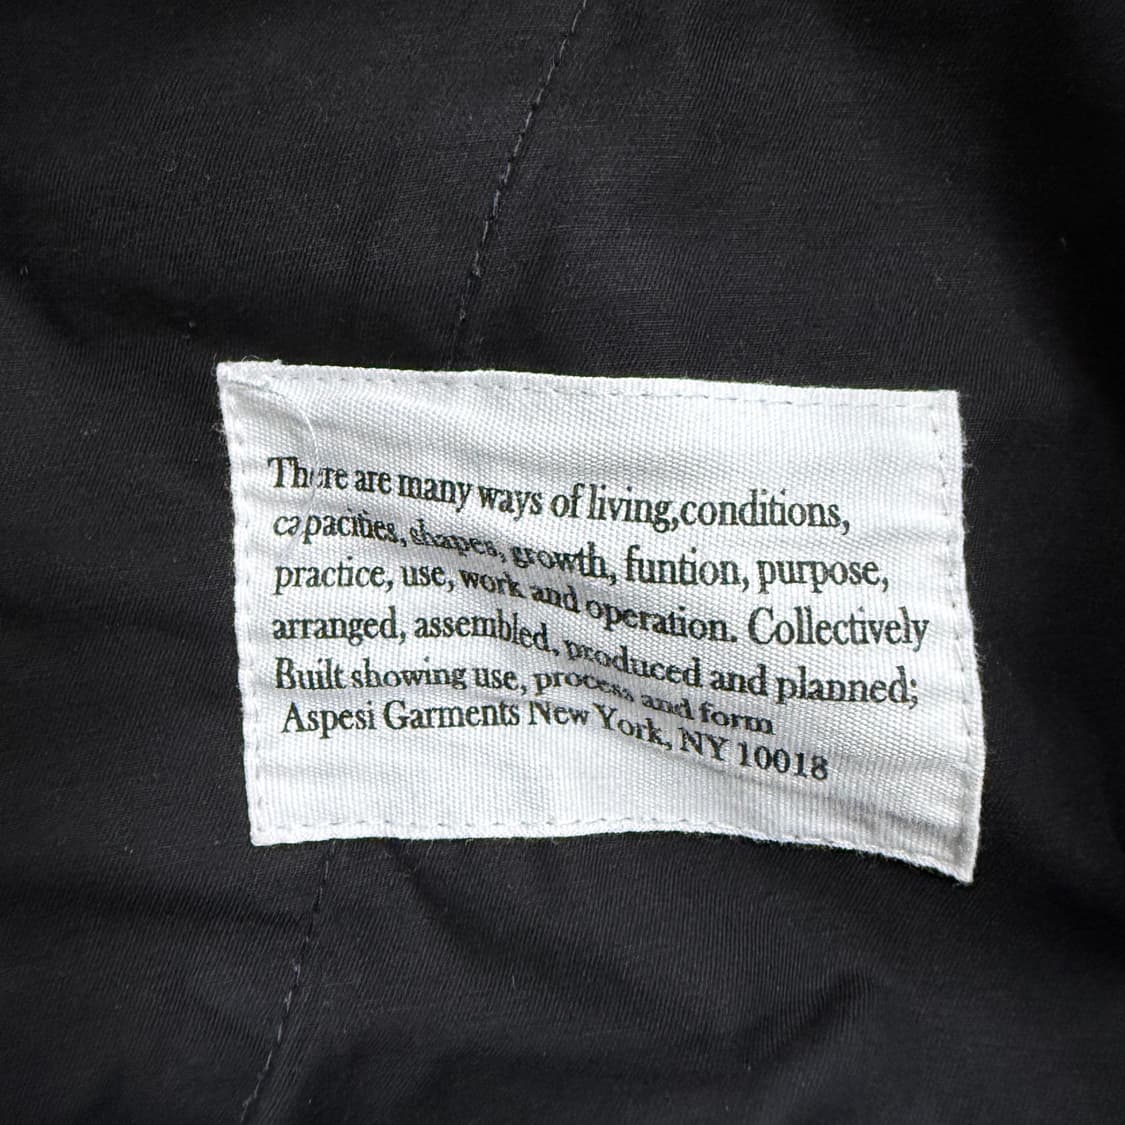 There are many ways of living,conditions,
capacities, shapes, growth, funtion, purpose,
practice, use, work and operation. Collectively
arranged, assembled, produced and planned;
Built showing use, process and form
Aspesi Garments New York, NY 10018